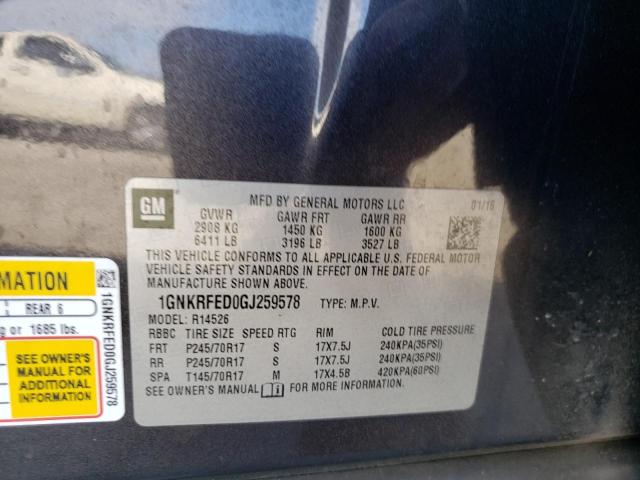 GM
MFD BY GENERAL MOTORS LLC 01/16
GVWR GAWR FRT GAWR RR
2908 KG 1450 KG 1600 KG
6411 LB 3196 LB 3527 LB
THIS VEHICLE CONFORMS TO ALL APPLICABLE U.S. FEDERAL MOTOR
VEHICLE SAFETY STANDARDS IN EFFECT ON THE DATE OF
MANUFACTURE SHOWN ABOVE.
1GNKRFED0GJ259578 TYPE: M.P.V.
MODEL: R14526
RBBC TIRE SIZE SPEED RTG RIM COLD TIRE PRESSURE
FRT P245/70R17 S 17X7.5J 240KPA(35PSI)
RR P245/70R17 S 17X7.5J 240KPA(35PSI)
SPA T145/70R17 M 17X4.5B 420KPA(60PSI)
SEE OWNER'S MANUAL FOR MORE INFORMATION.
REAR 6
or 1685 lbs.
SEE OWNER'S
MANUAL FOR
ADDITIONAL
INFORMATION
1GNKRFED0GJ259578